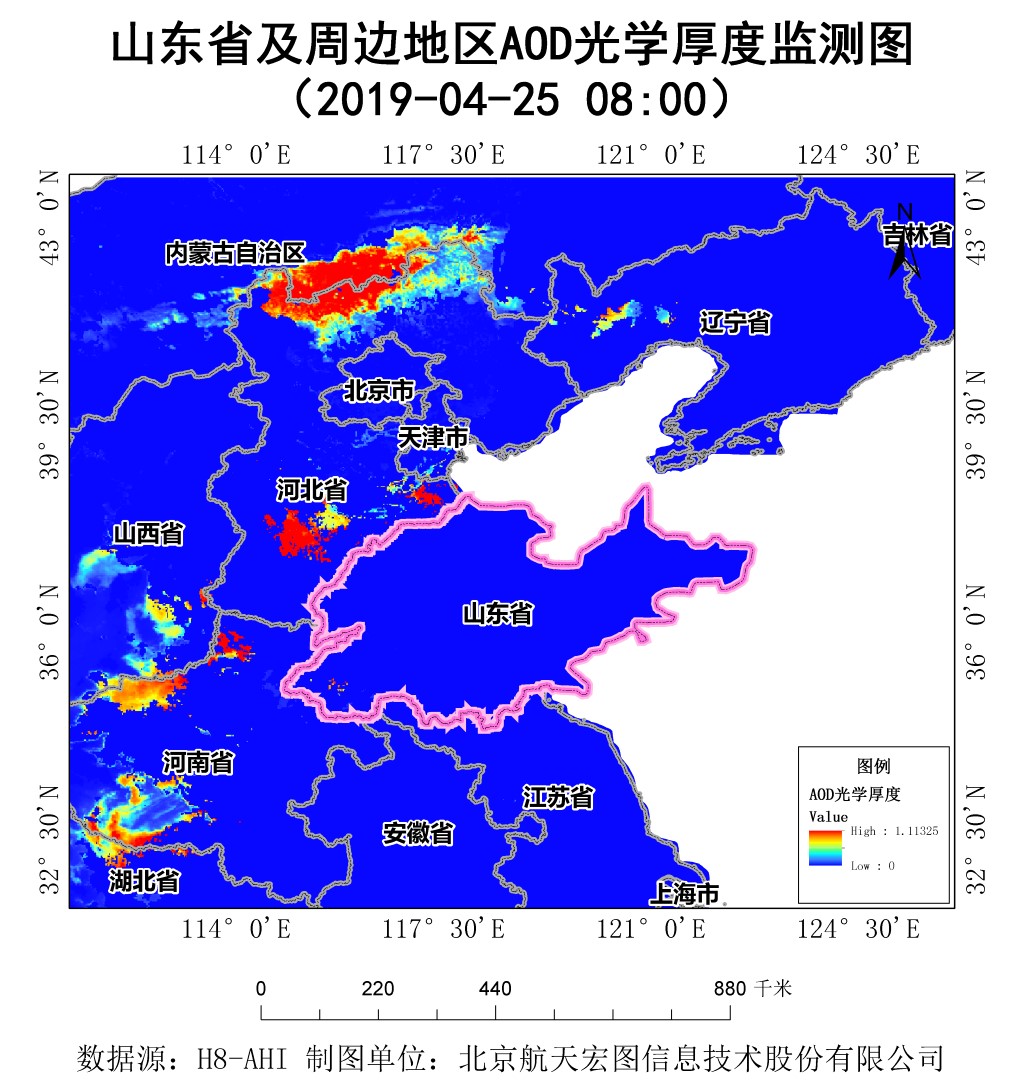 山东省及周边地区AOD光学厚度监测图
（2019-04-25 08:00）
114° 0'E 117° 30'E 121° 0'E 124° 30'E
43° 0'N
43° 0'N
内蒙古自治区
N
吉林省
辽宁省
39° 30'N
39° 30'N
北京市
天津市
河北省
山西省
36° 0'N
36° 0'N
山东省
河南省
江苏省
安徽省
湖北省
上海市
32° 30'N
32° 30'N
图例
AOD光学厚度
Value
High : 1.11325
Low : 0
114° 0'E 117° 30'E 121° 0'E 124° 30'E
0 220 440 880 千米
数据源：H8-AHI 制图单位：北京航天宏图信息技术股份有限公司